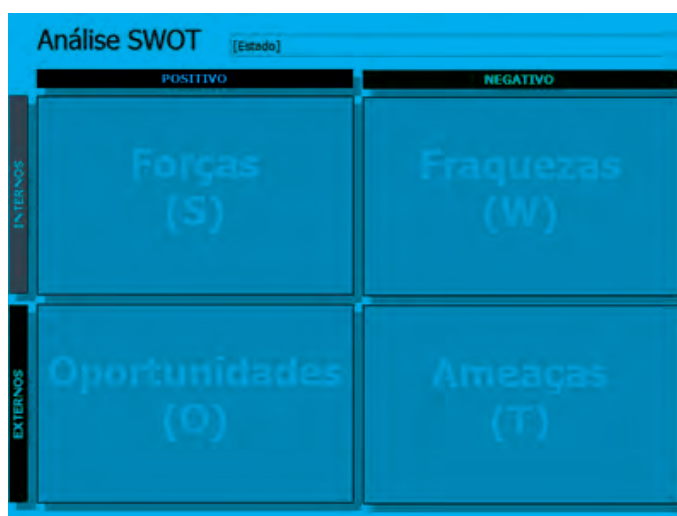 Análise SWOT [Estado]
POSITIVO NEGATIVO
INTERNOS
Forças
(S)
Fraquezas
(W)
EXTERNOS
Oportunidades
(O)
Ameaças
(T)